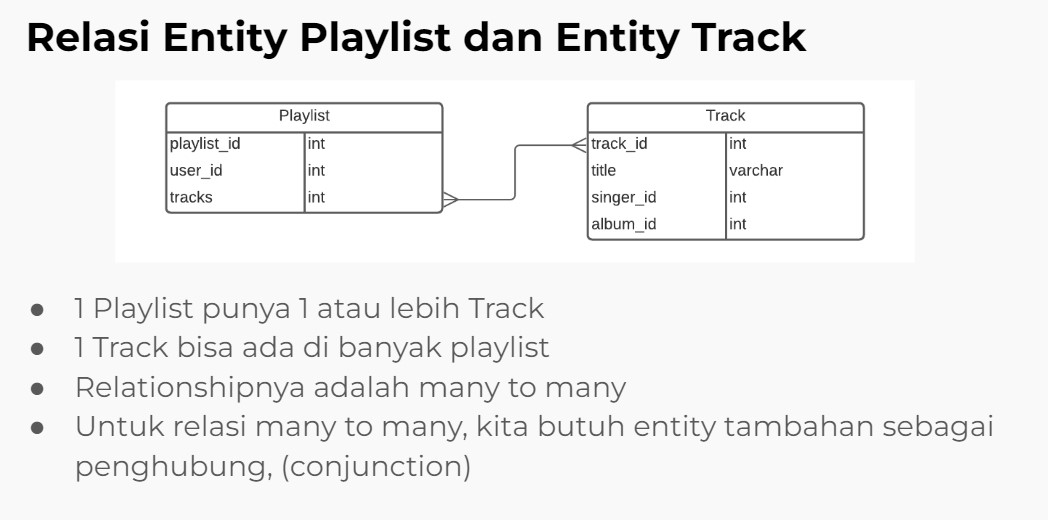 Relasi Entity Playlist dan Entity Track
Playlist
playlist_id int
user_id int
tracks int
Track
track_id int
title varchar
singer_id int
album_id int
● 1 Playlist punya 1 atau lebih Track
● 1 Track bisa ada di banyak playlist
● Relationshipnya adalah many to many
● Untuk relasi many to many, kita butuh entity tambahan sebagai
penghubung, (conjunction)